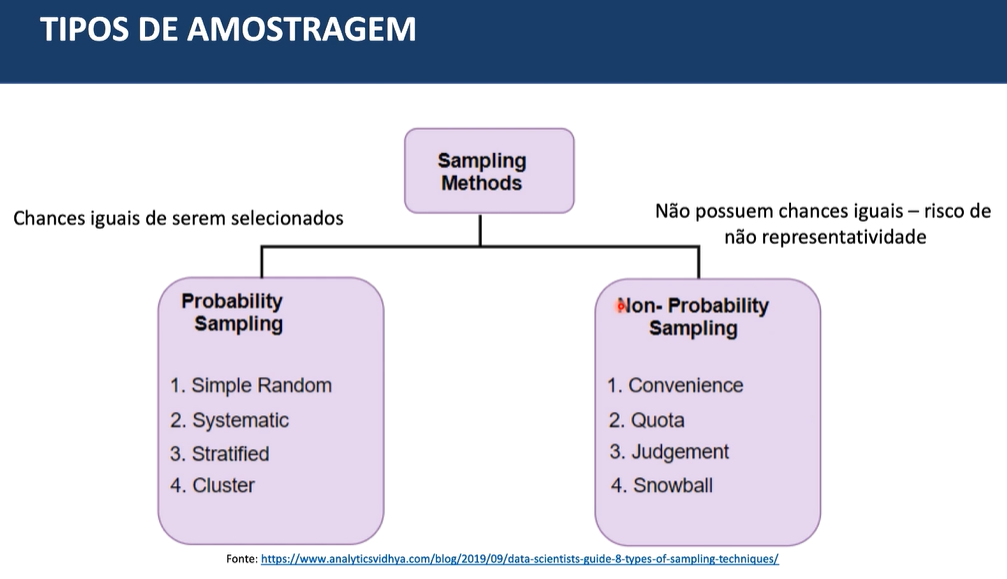 TIPOS DE AMOSTRAGEM
Sampling
Methods
Chances iguais de serem selecionados
Não possuem chances iguais – risco de
não representatividade
Probability
Sampling
1. Simple Random
2. Systematic
3. Stratified
4. Cluster
Non- Probability
Sampling
1. Convenience
2. Quota
3. Judgement
4. Snowball
Fonte: https://www.analyticsvidhya.com/blog/2019/09/data-scientists-guide-8-types-of-sampling-techniques/